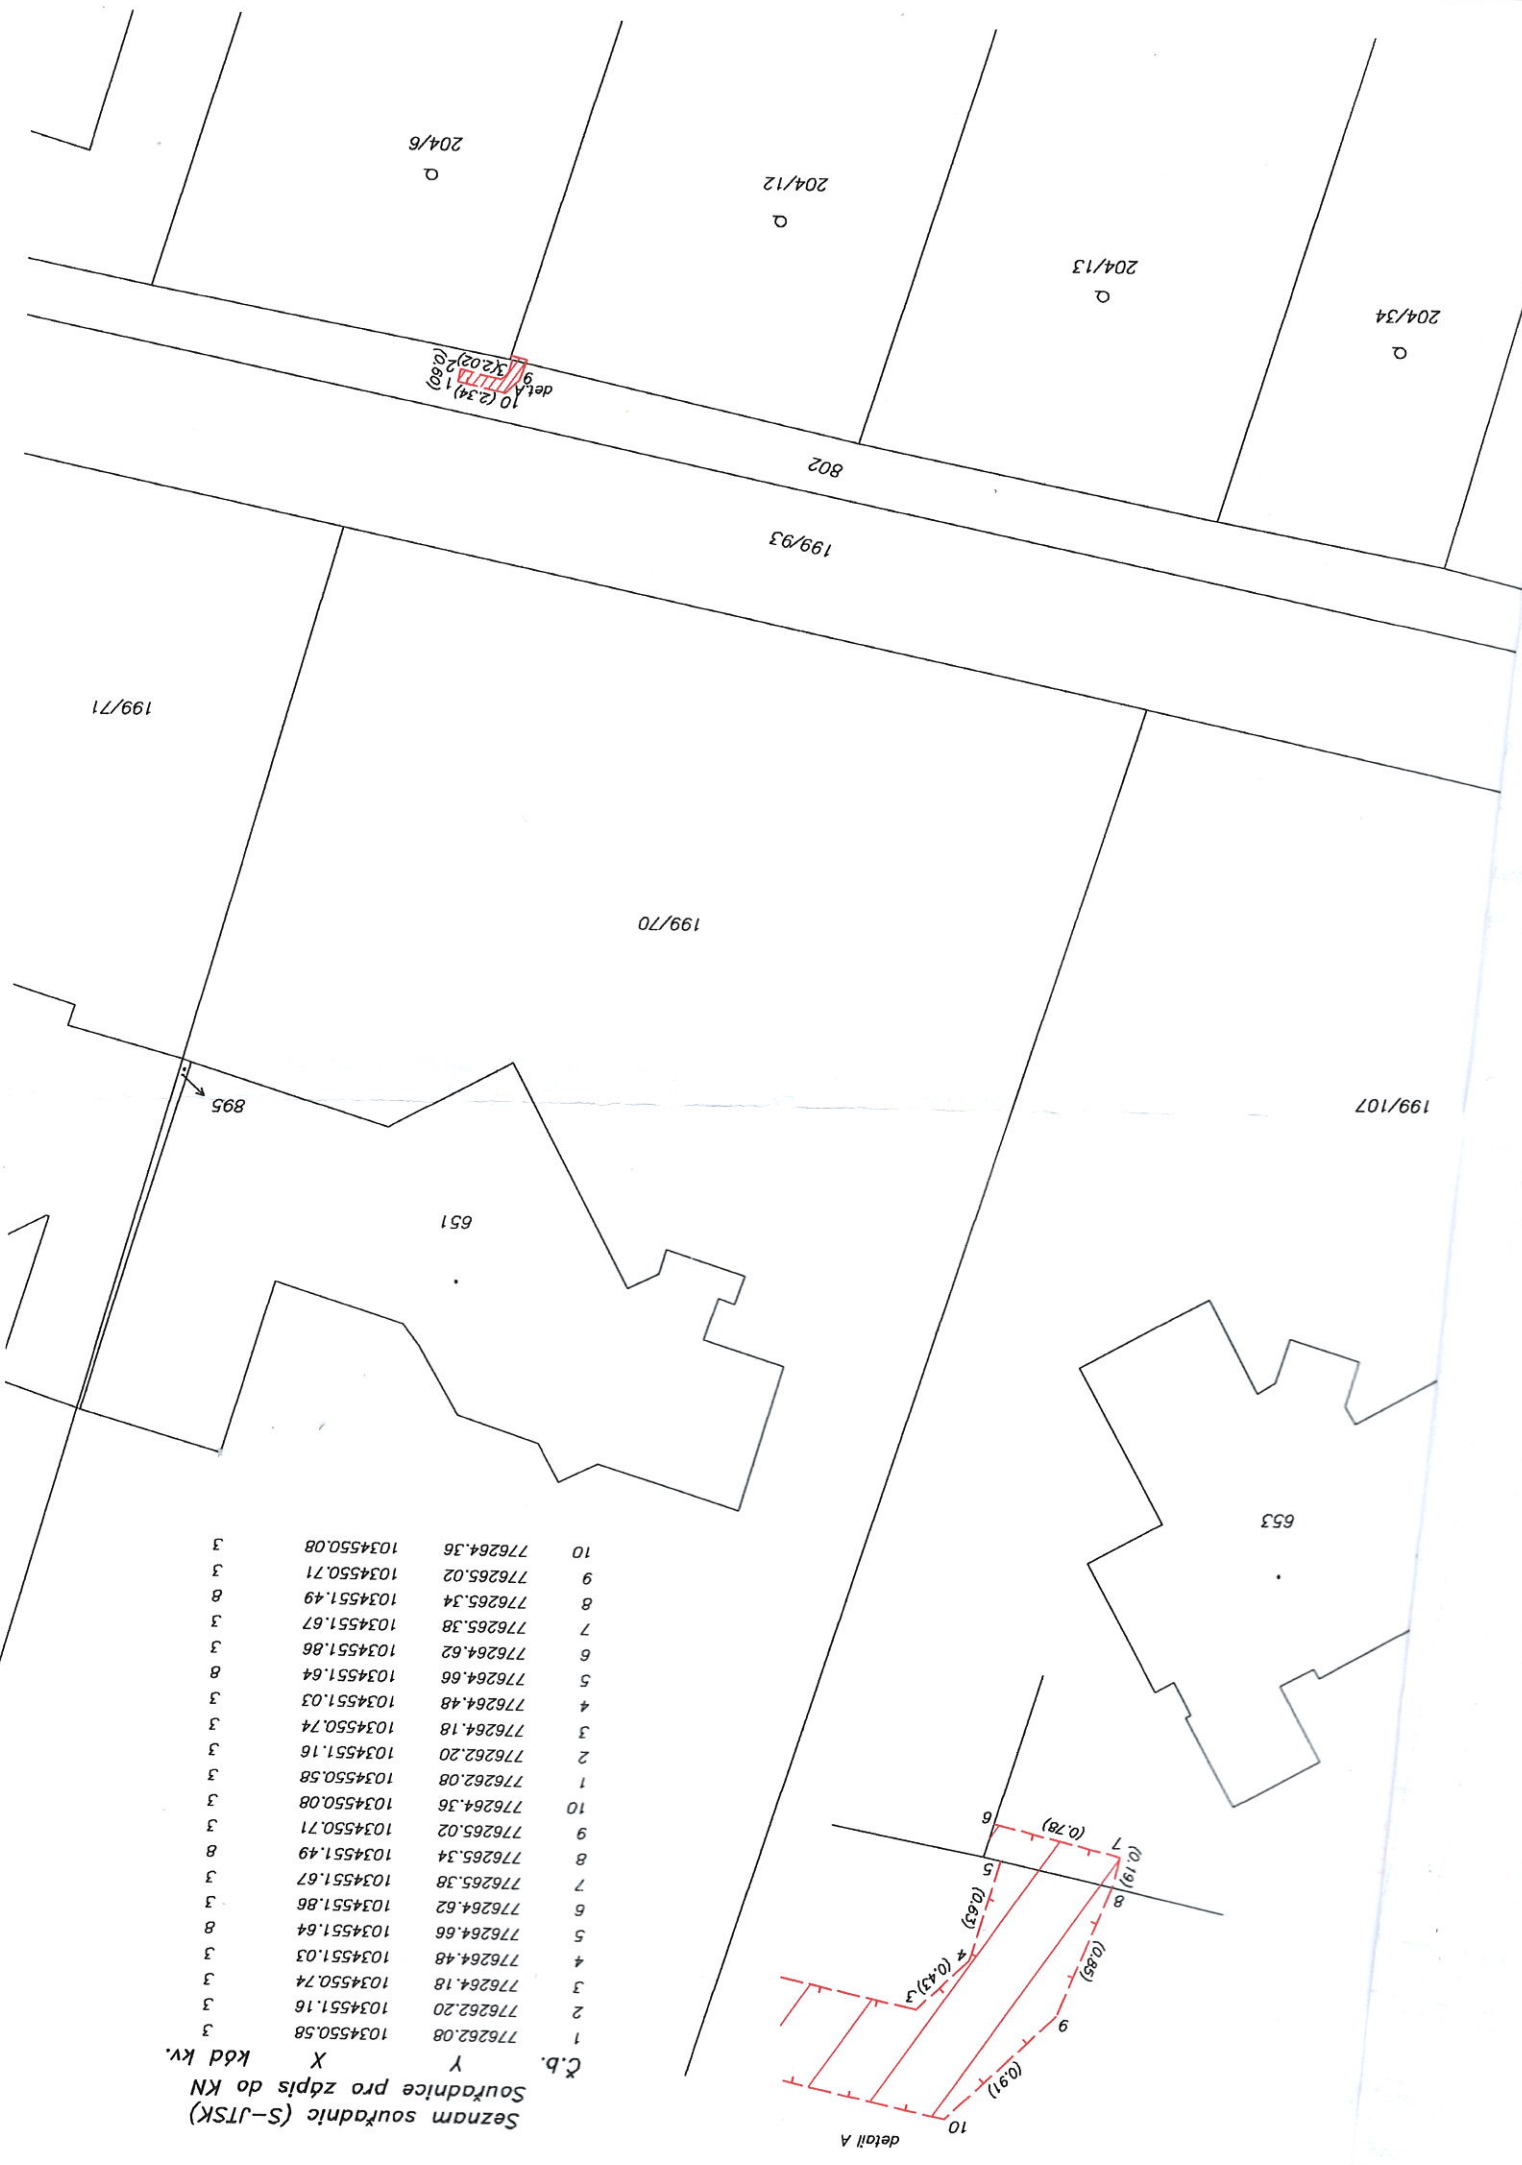 detail A
10
(0.91)
9
(0.85)
3
(0.43)
4
(0.63)
8
(0.19)
7
5
(0.78)
6
Seznam souřadnic (S-JTSK)
Souřadnice pro zápis do KN
Č.b. Y X kód kv.
1 776262.08 1034550.58 3
2 776262.20 1034551.16 3
3 776264.18 1034550.74 3
4 776264.48 1034551.03 3
5 776264.66 1034551.64 8
6 776264.62 1034551.86 3
7 776265.38 1034551.67 3
8 776265.34 1034551.49 8
9 776265.02 1034550.71 3
10 776264.36 1034550.08 3
1 776262.08 1034550.58 3
2 776262.20 1034551.16 3
3 776264.18 1034550.74 3
4 776264.48 1034551.03 3
5 776264.66 1034551.64 8
6 776264.62 1034551.86 3
7 776265.38 1034551.67 3
8 776265.34 1034551.49 8
9 776265.02 1034550.71 3
10 776264.36 1034550.08 3
653
651
199/107
895
199/70
199/71
199/93
802
10 (2.34) 1
(0.60)
det.A
9
3(2.02) 2
204/34
204/13
204/12
204/6